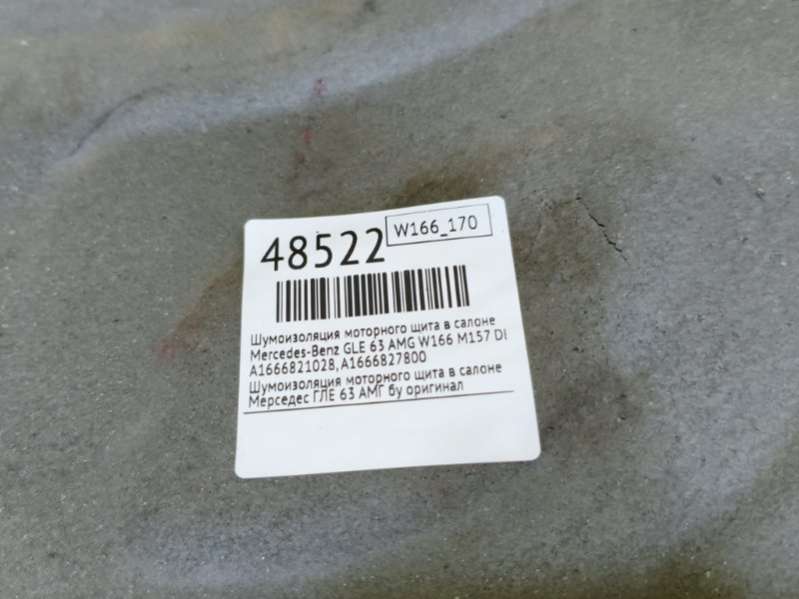 48522
W166_170
Шумоизоляция моторного щита в салоне
Mercedes-Benz GLE 63 AMG W166 M157 DI
A1666821028, A1666827800
Шумоизоляция моторного щита в салоне
Мерседес ГЛЕ 63 АМГ бу оригинал